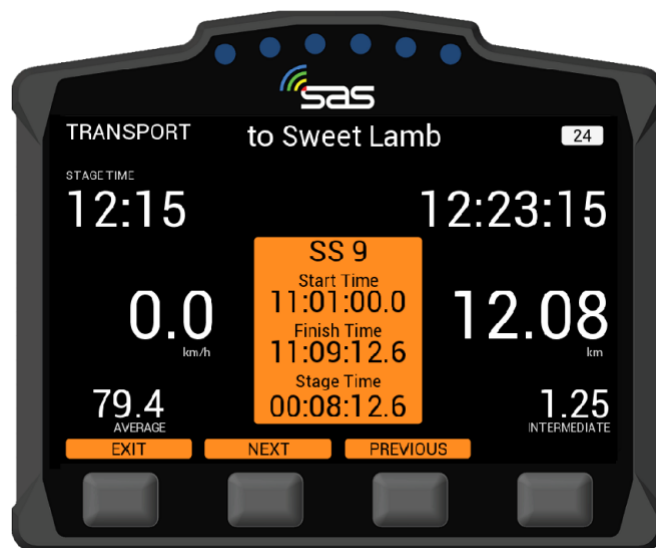 sas
TRANSPORT to Sweet Lamb 24
STAGE TIME
12:15 12:23:15
SS 9
Start Time
11:01:00.0
0.0 12.08
km/h km
Finish Time
11:09:12.6
Stage Time
00:08:12.6
79.4 1.25
AVERAGE INTERMEDIATE
EXIT NEXT PREVIOUS